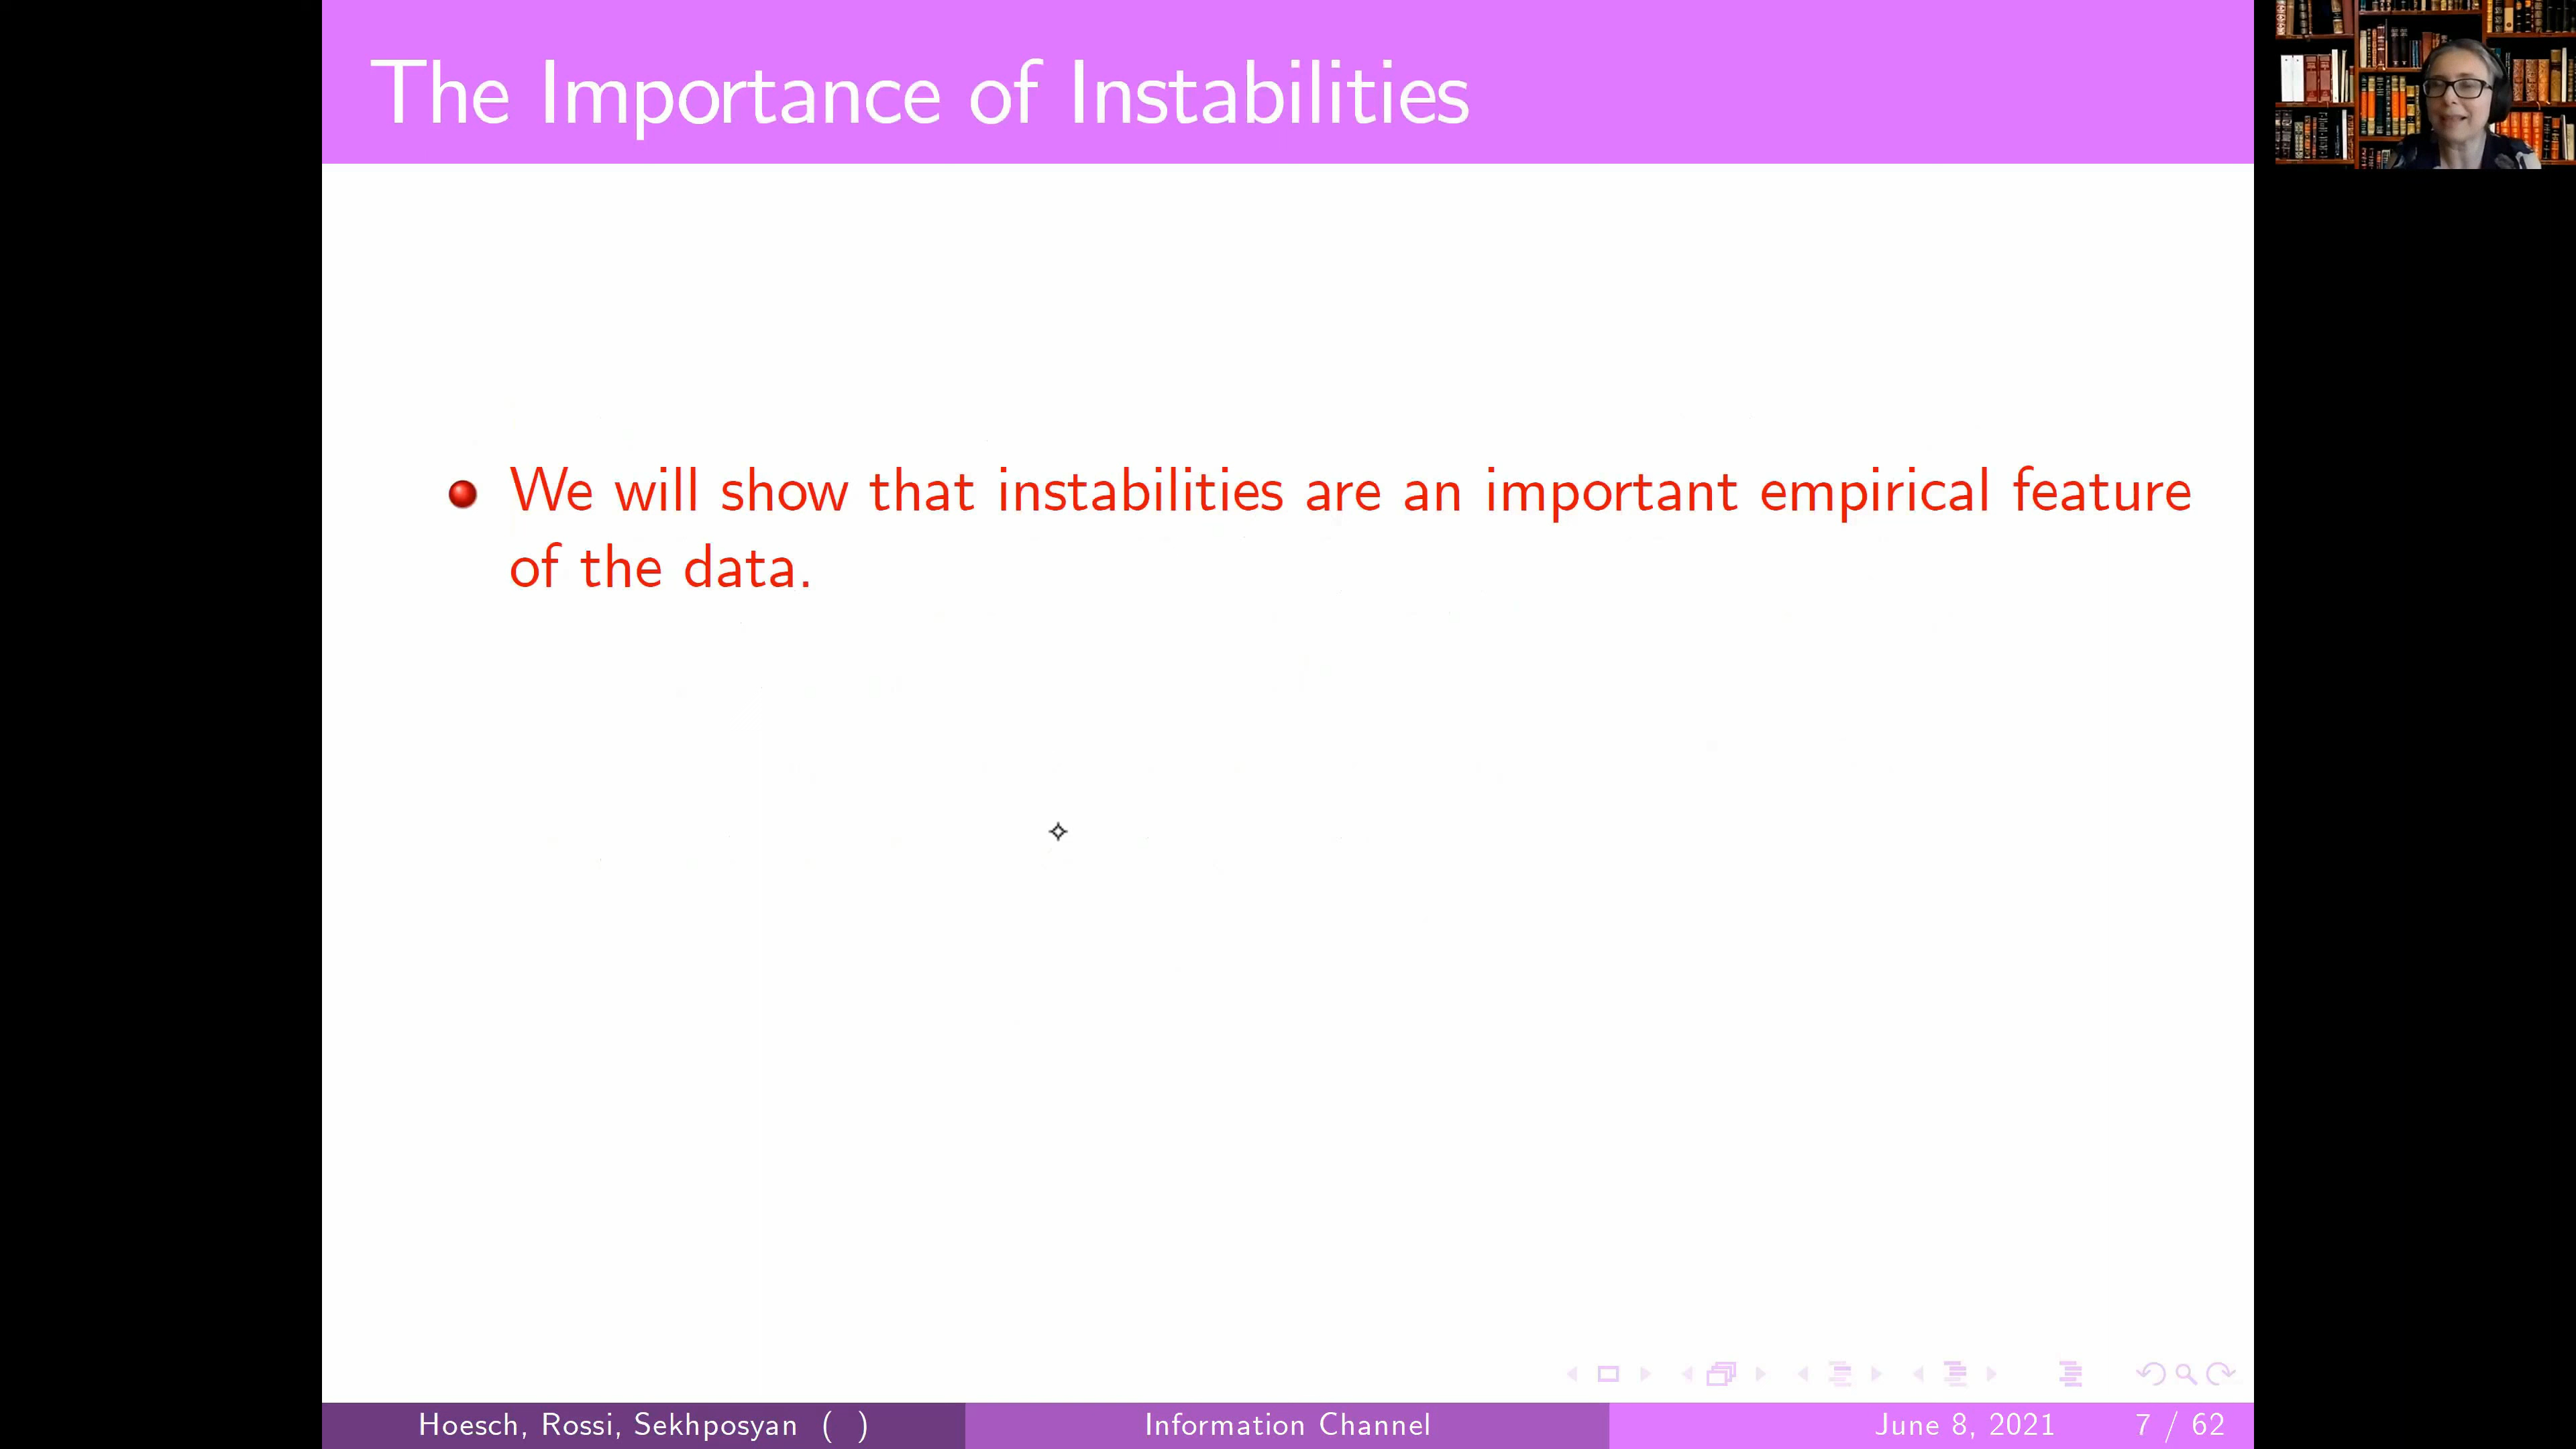 The Importance of Instabilities
We will show that instabilities are an important empirical feature
of the data.
Hoesch, Rossi, Sekhposyan ( )
Information Channel
June 8, 2021
7 / 62